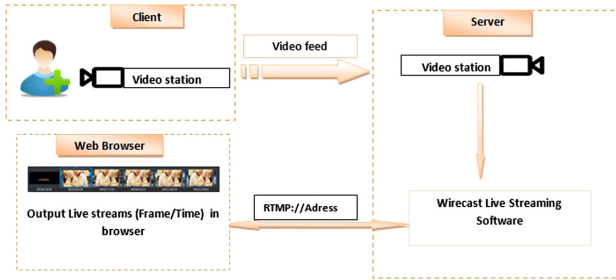 Client
Video station
Video feed
Server
Video station
Web Browser
Output Live streams (Frame/Time) in
browser
RTMP://Adress
Wirecast Live Streaming
Software